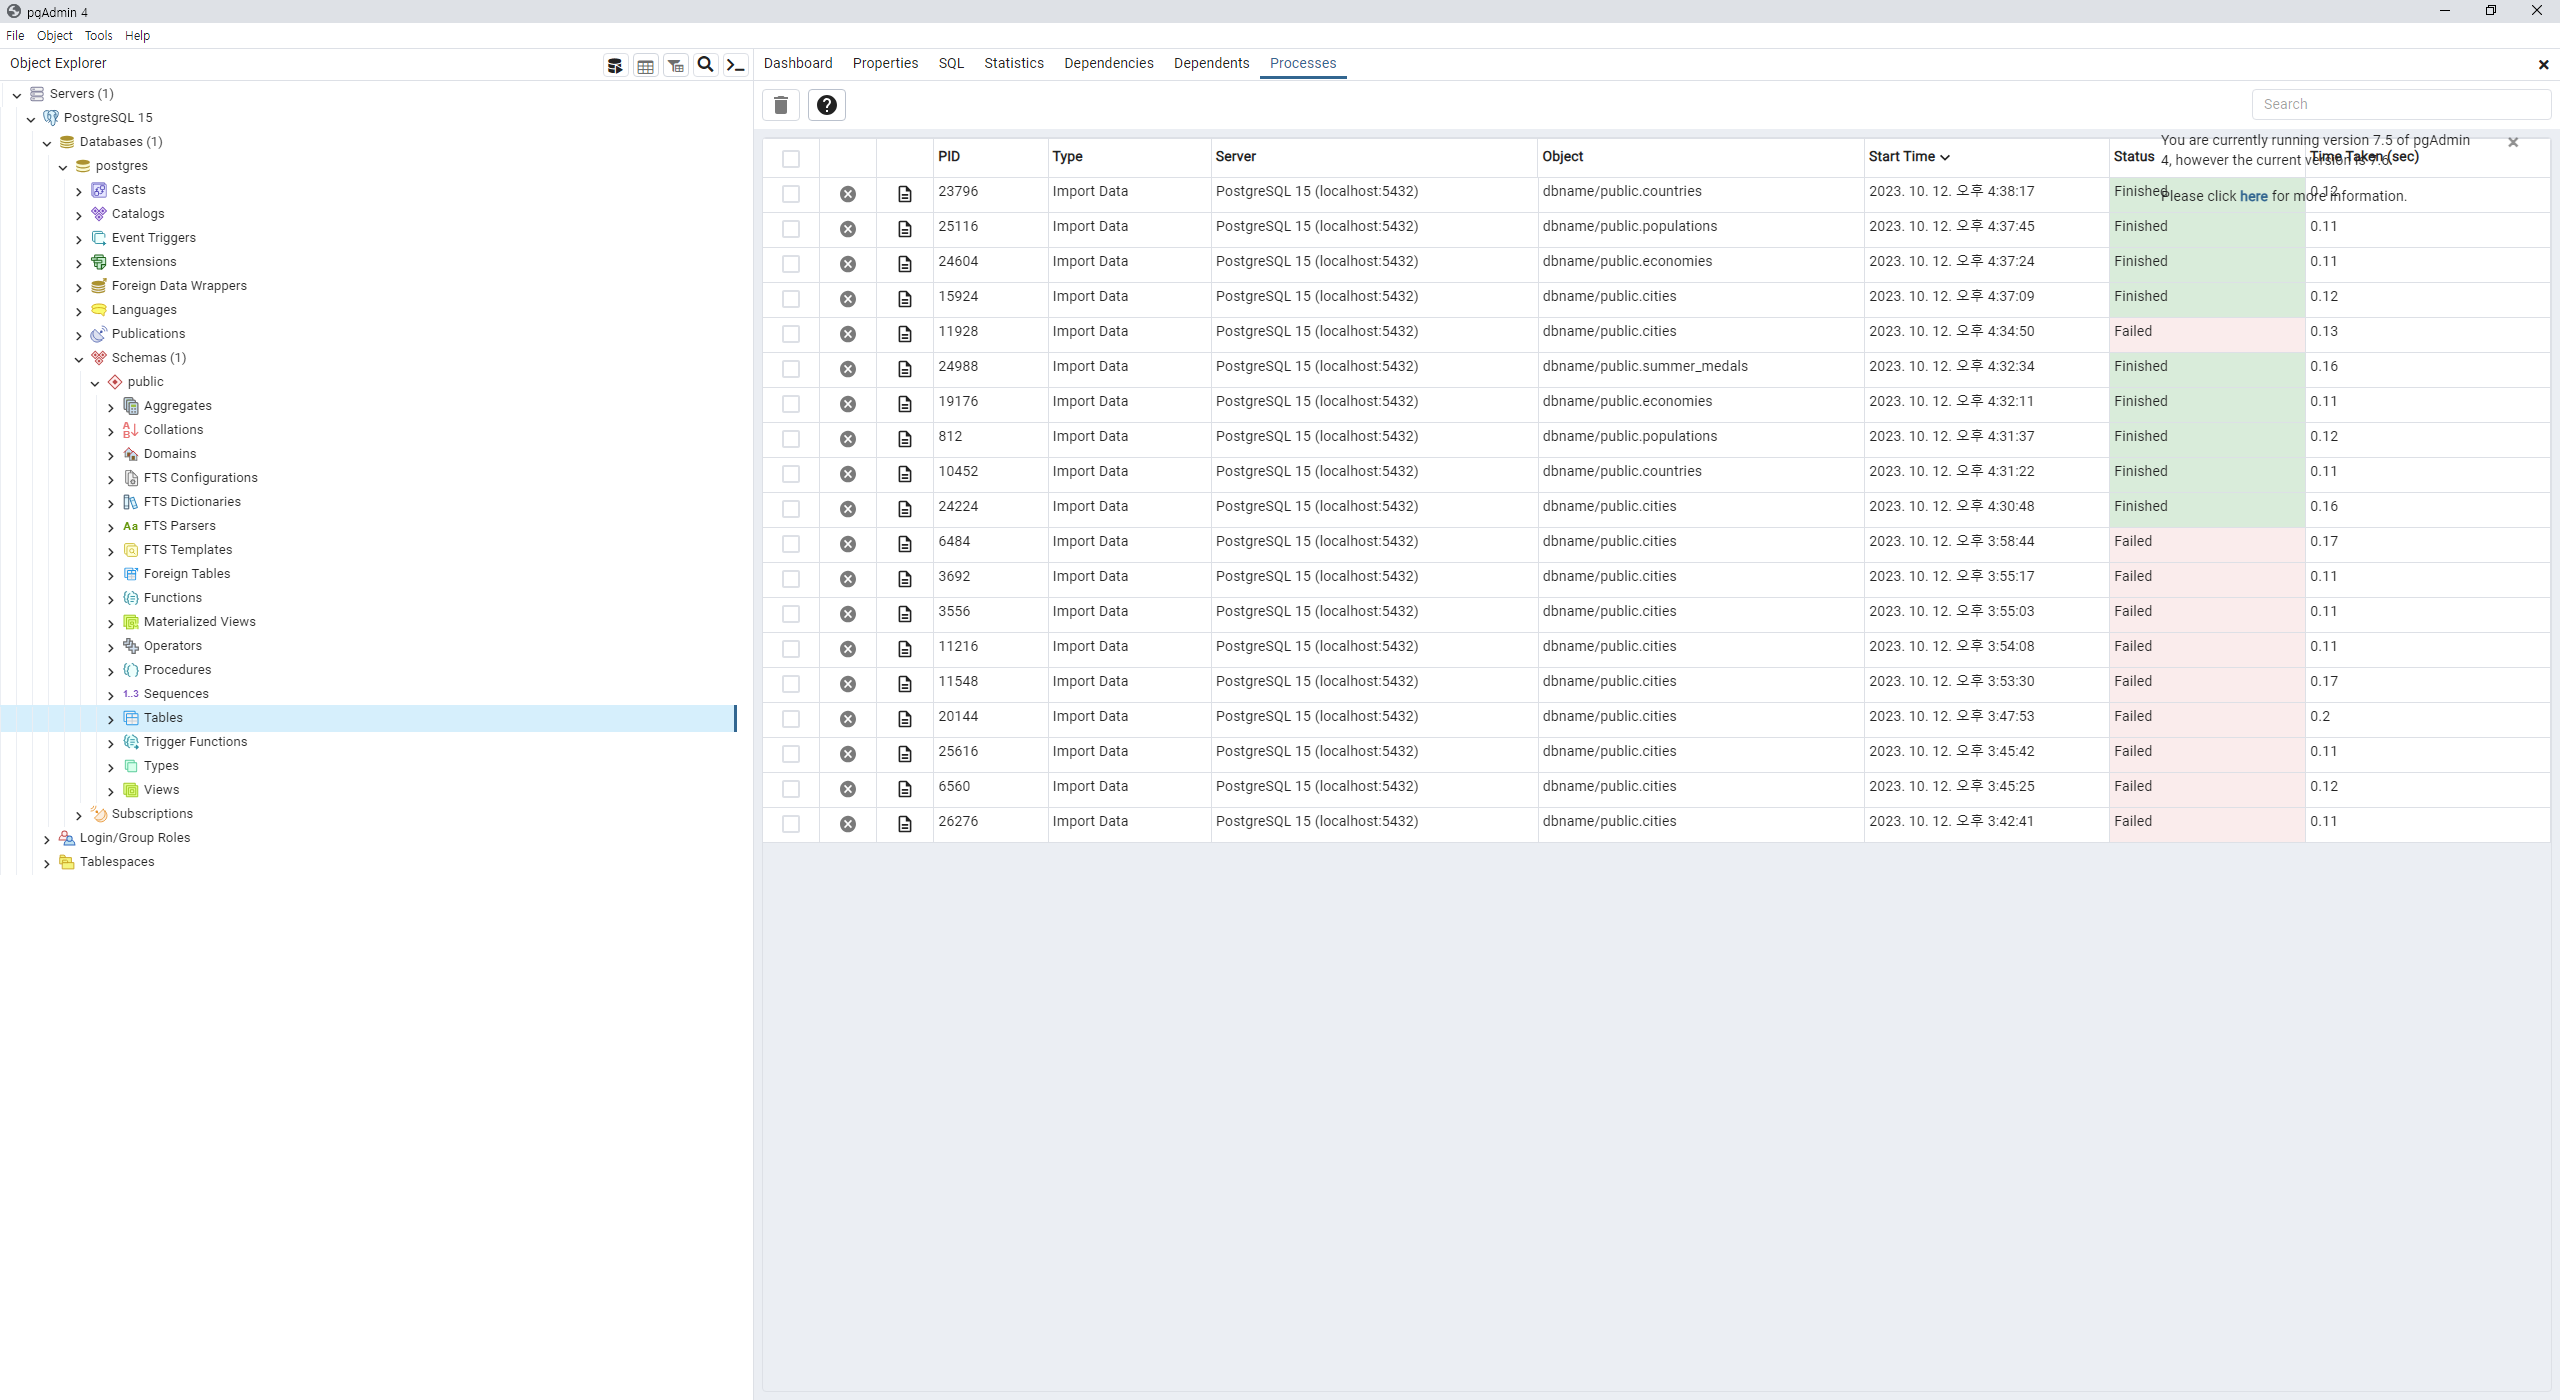 pgAdmin 4
File Object Tools Help
Object Explorer
Dashboard Properties SQL Statistics Dependencies Dependents Processes
Search
Servers (1)
PostgreSQL 15
Databases (1)
postgres
Casts
Catalogs
Event Triggers
Extensions
Foreign Data Wrappers
Languages
Publications
Schemas (1)
public
Aggregates
Collations
Domains
FTS Configurations
FTS Dictionaries
Aa FTS Parsers
FTS Templates
Foreign Tables
Functions
Materialized Views
Operators
Procedures
1..3 Sequences
Tables
Trigger Functions
Types
Views
Subscriptions
Login/Group Roles
Tablespaces
PID Type Server Object Start Time Status Time Taken (sec)
You are currently running version 7.5 of pgAdmin
4, however the current version is 7.6.
Please click here for more information.
23796 Import Data PostgreSQL 15 (localhost:5432) dbname/public.countries 2023. 10. 12. 오후 4:38:17 Finished 0.12
25116 Import Data PostgreSQL 15 (localhost:5432) dbname/public.populations 2023. 10. 12. 오후 4:37:45 Finished 0.11
24604 Import Data PostgreSQL 15 (localhost:5432) dbname/public.economies 2023. 10. 12. 오후 4:37:24 Finished 0.11
15924 Import Data PostgreSQL 15 (localhost:5432) dbname/public.cities 2023. 10. 12. 오후 4:37:09 Finished 0.12
11928 Import Data PostgreSQL 15 (localhost:5432) dbname/public.cities 2023. 10. 12. 오후 4:34:50 Failed 0.13
24988 Import Data PostgreSQL 15 (localhost:5432) dbname/public.summer_medals 2023. 10. 12. 오후 4:32:34 Finished 0.16
19176 Import Data PostgreSQL 15 (localhost:5432) dbname/public.economies 2023. 10. 12. 오후 4:32:11 Finished 0.11
812 Import Data PostgreSQL 15 (localhost:5432) dbname/public.populations 2023. 10. 12. 오후 4:31:37 Finished 0.12
10452 Import Data PostgreSQL 15 (localhost:5432) dbname/public.countries 2023. 10. 12. 오후 4:31:22 Finished 0.11
24224 Import Data PostgreSQL 15 (localhost:5432) dbname/public.cities 2023. 10. 12. 오후 4:30:48 Finished 0.16
6484 Import Data PostgreSQL 15 (localhost:5432) dbname/public.cities 2023. 10. 12. 오후 3:58:44 Failed 0.17
3692 Import Data PostgreSQL 15 (localhost:5432) dbname/public.cities 2023. 10. 12. 오후 3:55:17 Failed 0.11
3556 Import Data PostgreSQL 15 (localhost:5432) dbname/public.cities 2023. 10. 12. 오후 3:55:03 Failed 0.11
11216 Import Data PostgreSQL 15 (localhost:5432) dbname/public.cities 2023. 10. 12. 오후 3:54:08 Failed 0.11
11548 Import Data PostgreSQL 15 (localhost:5432) dbname/public.cities 2023. 10. 12. 오후 3:53:30 Failed 0.17
20144 Import Data PostgreSQL 15 (localhost:5432) dbname/public.cities 2023. 10. 12. 오후 3:47:53 Failed 0.2
25616 Import Data PostgreSQL 15 (localhost:5432) dbname/public.cities 2023. 10. 12. 오후 3:45:42 Failed 0.11
6560 Import Data PostgreSQL 15 (localhost:5432) dbname/public.cities 2023. 10. 12. 오후 3:45:25 Failed 0.12
26276 Import Data PostgreSQL 15 (localhost:5432) dbname/public.cities 2023. 10. 12. 오후 3:42:41 Failed 0.11